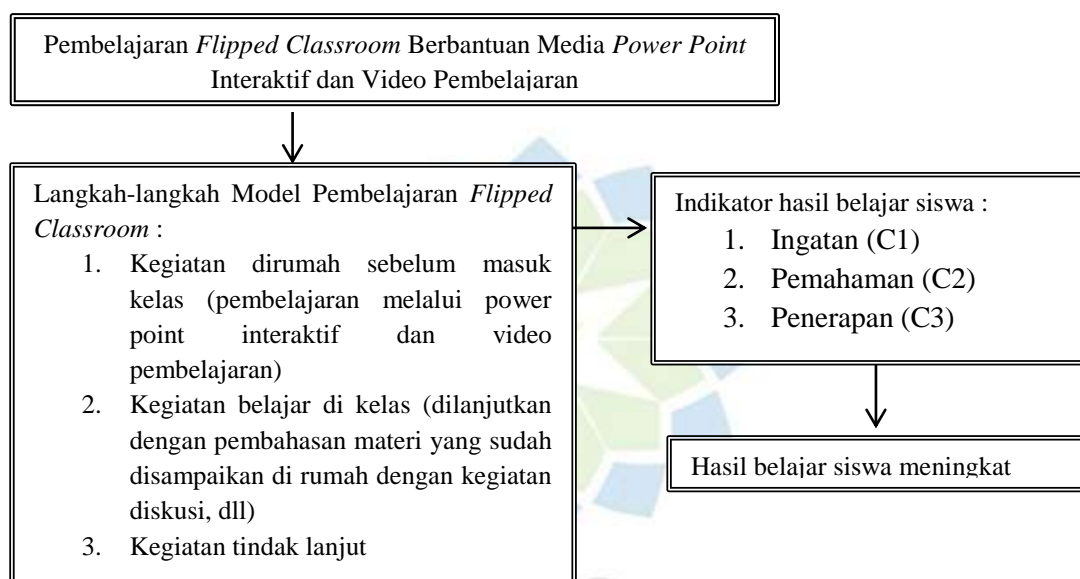 Pembelajaran Flipped Classroom Berbantuan Media Power Point
Interaktif dan Video Pembelajaran
Langkah-langkah Model Pembelajaran Flipped
Classroom :
1. Kegiatan dirumah sebelum masuk
kelas (pembelajaran melalui power
point interaktif dan video
pembelajaran)
2. Kegiatan belajar di kelas (dilanjutkan
dengan pembahasan materi yang sudah
disampaikan di rumah dengan kegiatan
diskusi, dll)
3. Kegiatan tindak lanjut
Indikator hasil belajar siswa :
1. Ingatan (C1)
2. Pemahaman (C2)
3. Penerapan (C3)
Hasil belajar siswa meningkat